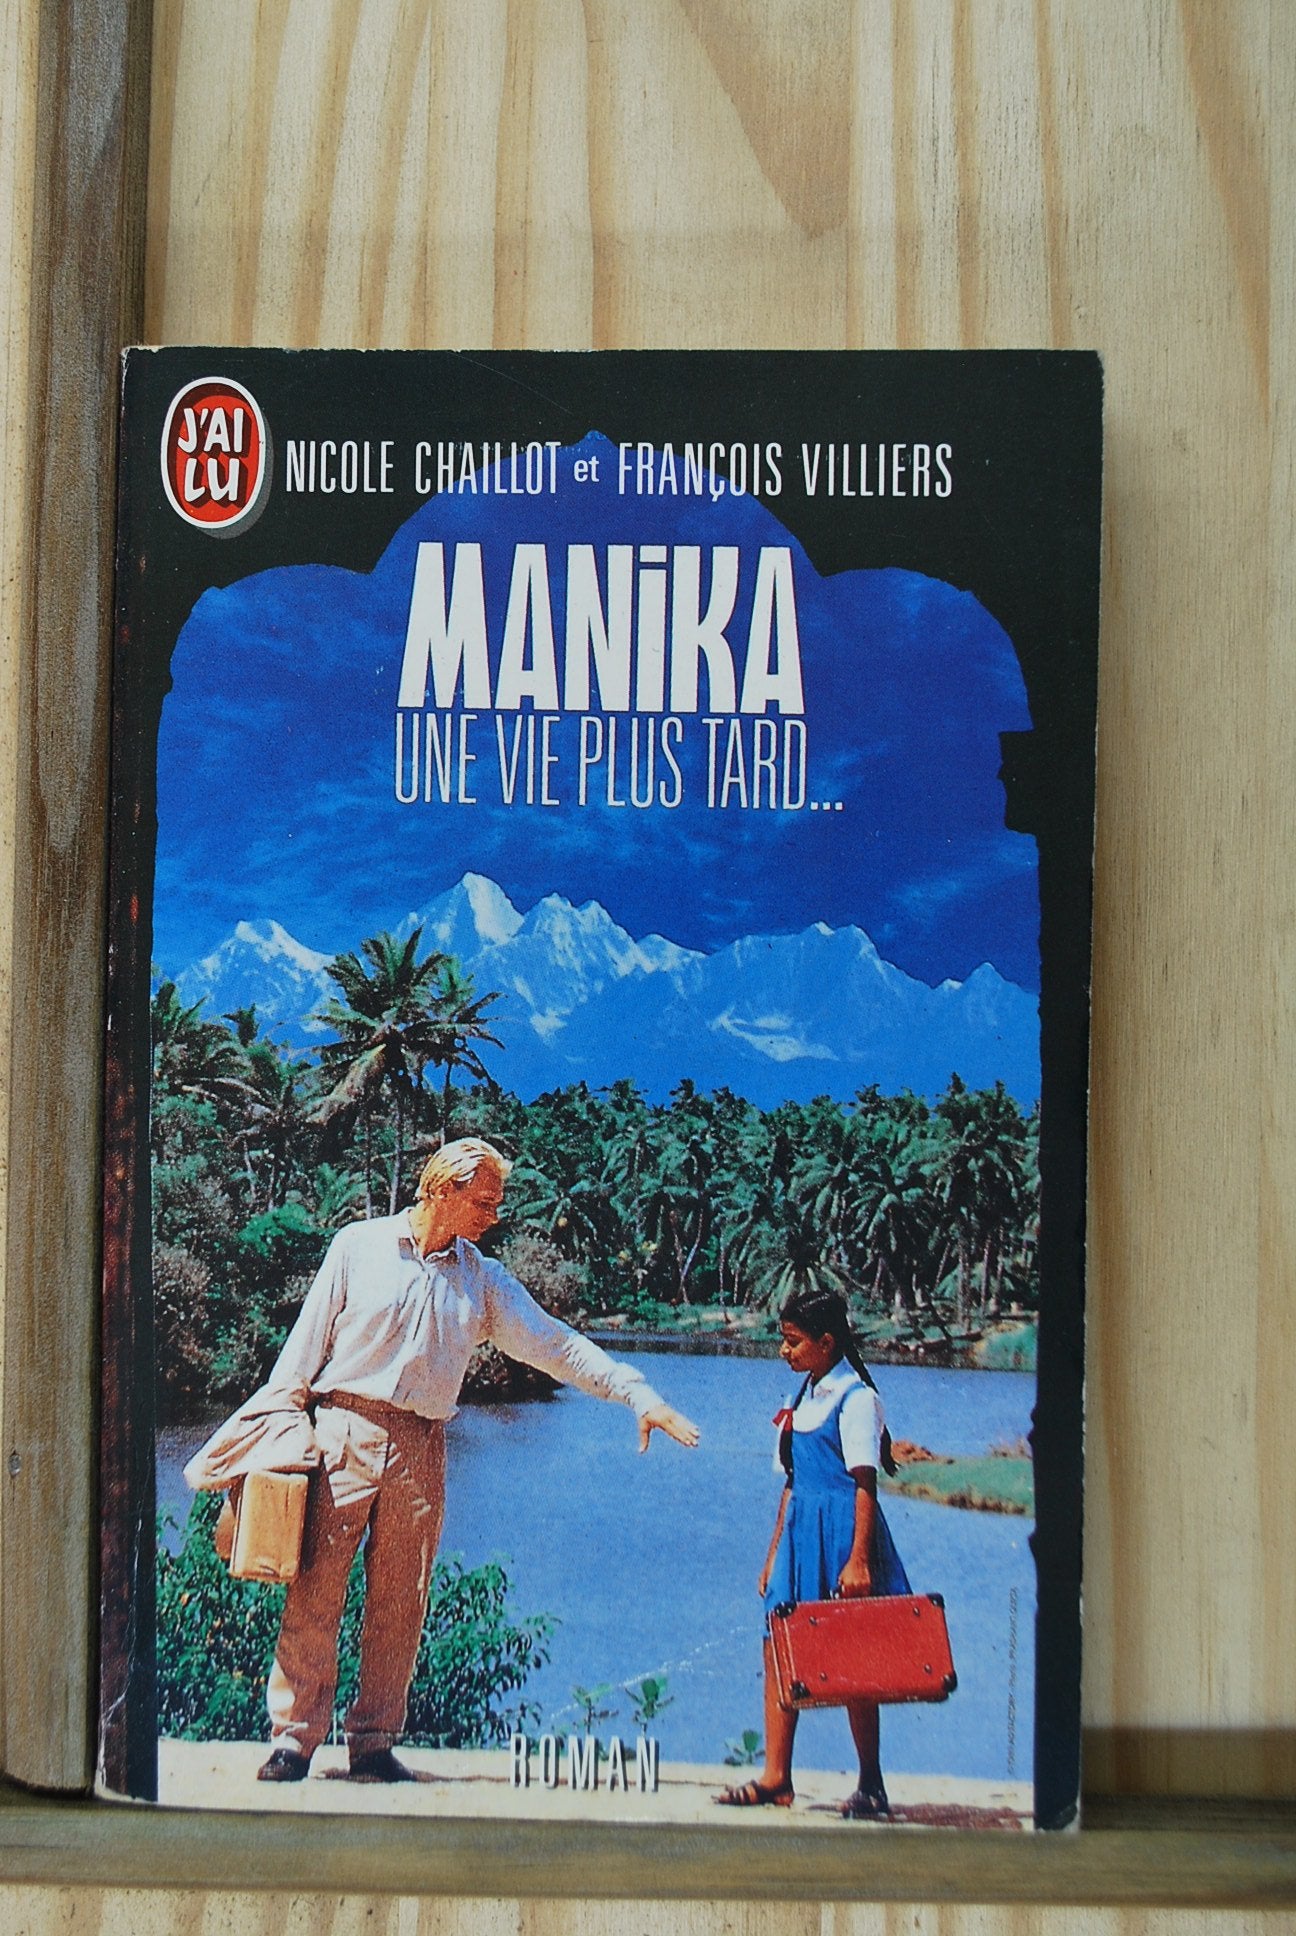 J'AI
LU
NICOLE CHAILLOT et FRANÇOIS VILLIERS
MANiKA
UNE VIE PLUS TARD...
ROMAN